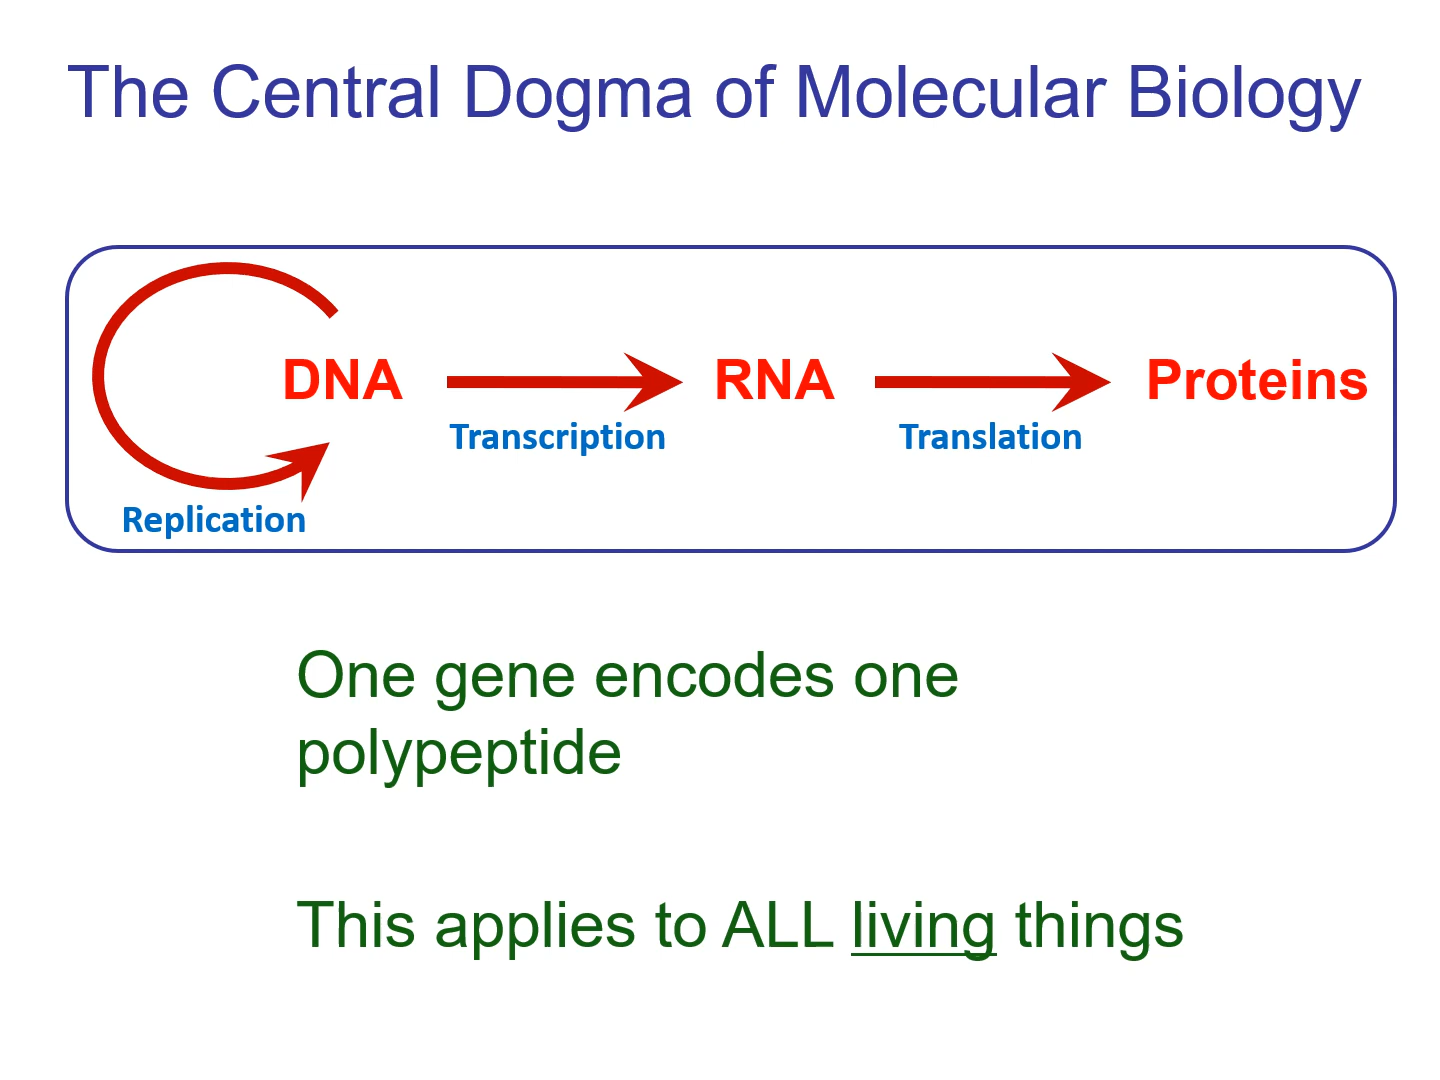 The Central Dogma of Molecular Biology
DNA
RNA
Proteins
Transcription
Translation
Replication
One gene encodes one
polypeptide
This applies to ALL living things